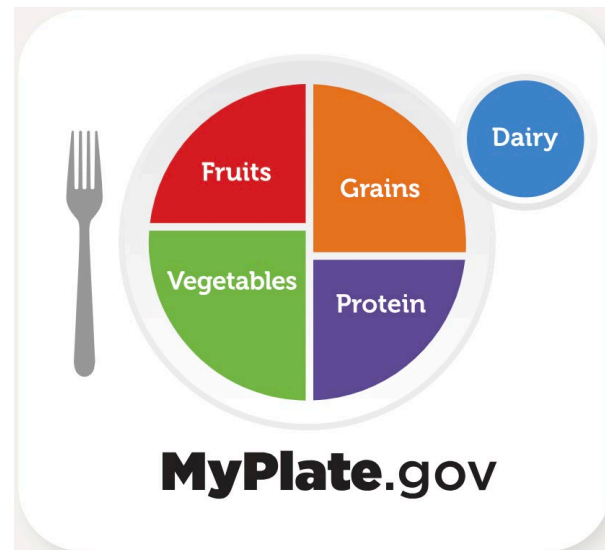 Fruits
Grains
Dairy
Vegetables
Protein
MyPlate.gov